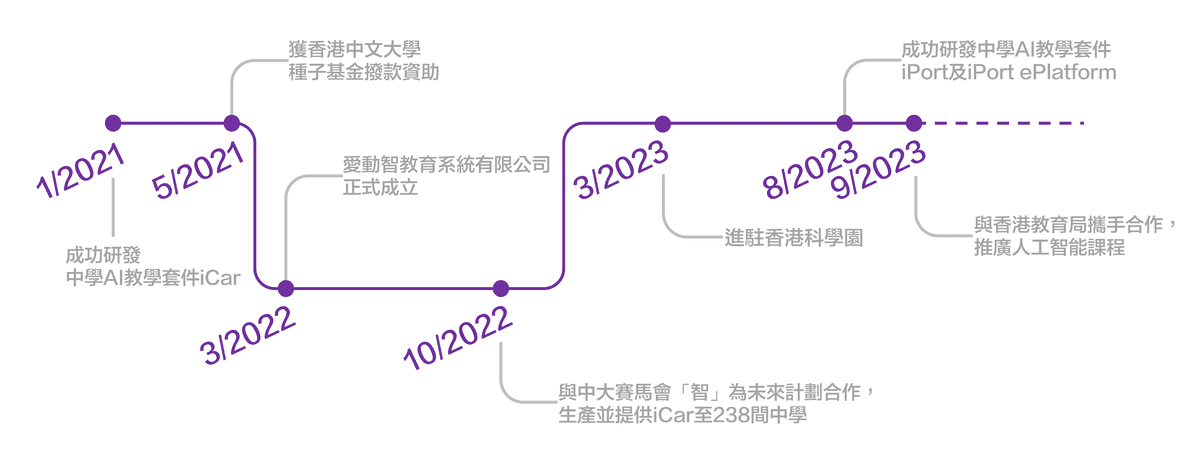 獲香港中文大學
種子基金撥款資助
成功研發中學AI教學套件
iPort及iPort ePlatform
1/2021
5/2021
愛動智教育系統有限公司
正式成立
3/2023
8/2023
9/2023
成功研發
中學AI教學套件iCar
進駐香港科學園
與香港教育局攜手合作，
推廣人工智能課程
3/2022
10/2022
與中大賽馬會「智」為未來計劃合作，
生產並提供iCar至238間中學